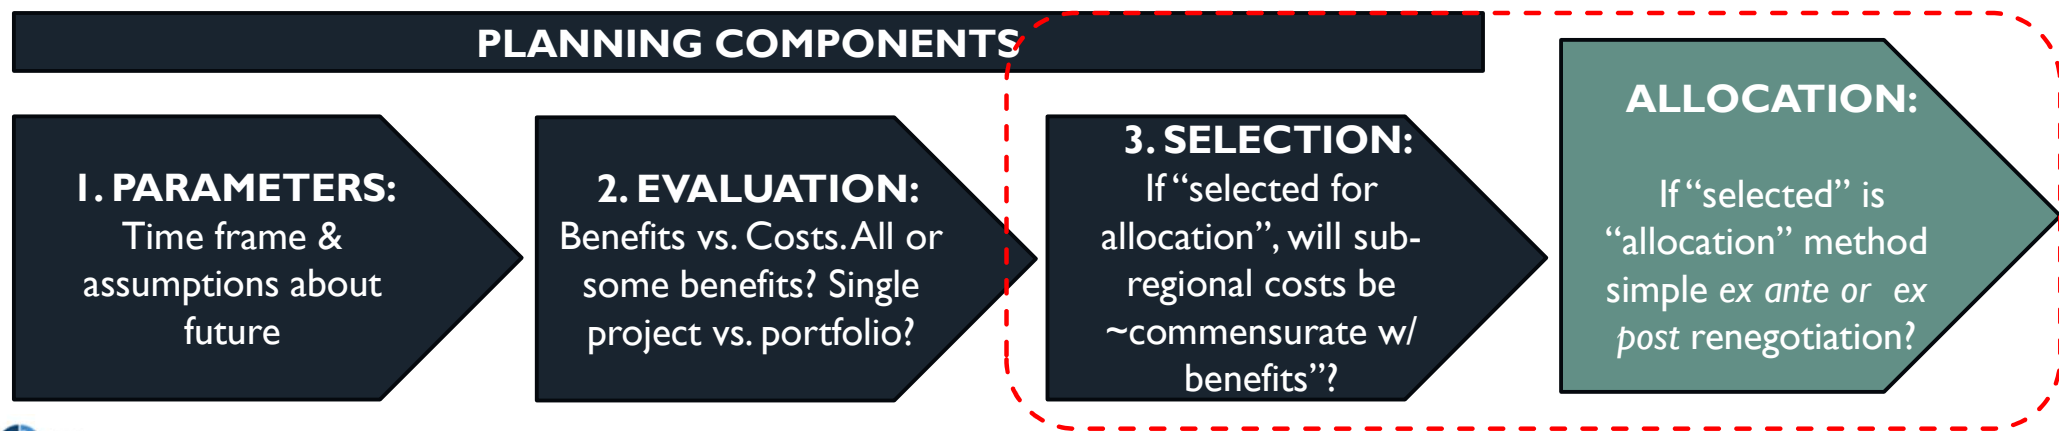 PLANNING COMPONENTS
1. PARAMETERS:
Time frame &
assumptions about
future
2. EVALUATION:
Benefits vs. Costs. All or
some benefits? Single
project vs. portfolio?
3. SELECTION:
If “selected for
allocation”, will sub-
regional costs be
~commensurate w/
benefits”?
ALLOCATION:
If “selected” is
“allocation” method
simple ex ante or ex
post renegotiation?